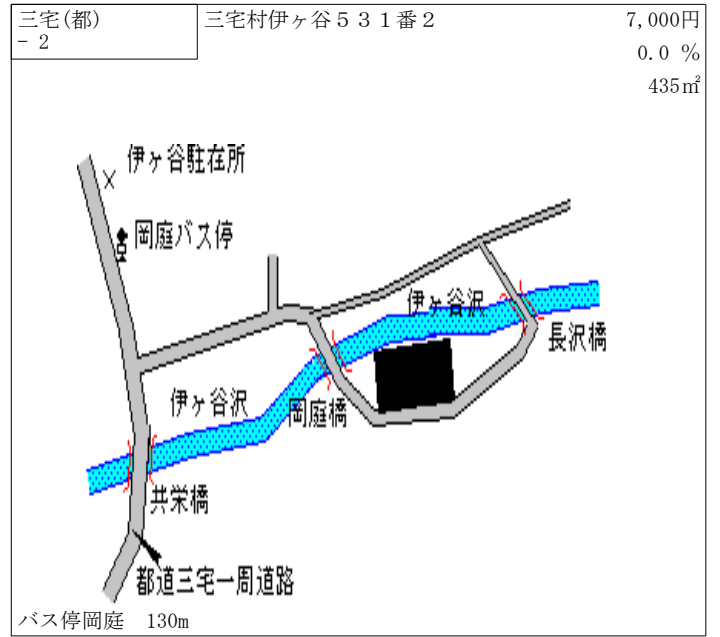 三宅(都)
- 2
三宅村伊ヶ谷５３１番２
7,000円
0.0 %
435㎡
伊ヶ谷駐在所
岡庭バス停
伊ヶ谷沢
長沢橋
伊ヶ谷沢
岡庭橋
共栄橋
都道三宅一周道路
バス停岡庭　130m